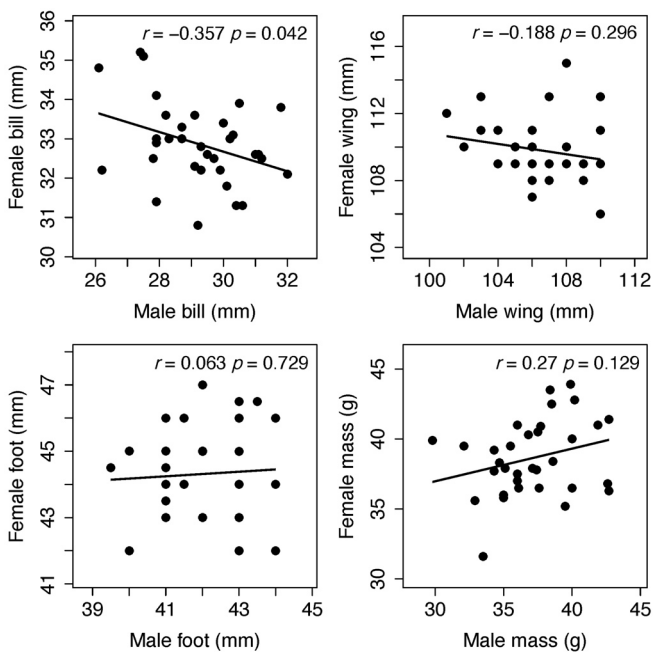 r = −0.357 p = 0.042
36
35
34
33
32
31
30
Female bill (mm)
26 28 30 32
Male bill (mm)
r = −0.188 p = 0.296
116
112
108
104
Female wing (mm)
100 104 108 112
Male wing (mm)
r = 0.063 p = 0.729
47
45
43
41
Female foot (mm)
39 41 43 45
Male foot (mm)
r = 0.27 p = 0.129
45
40
35
30
Female mass (g)
30 35 40 45
Male mass (g)